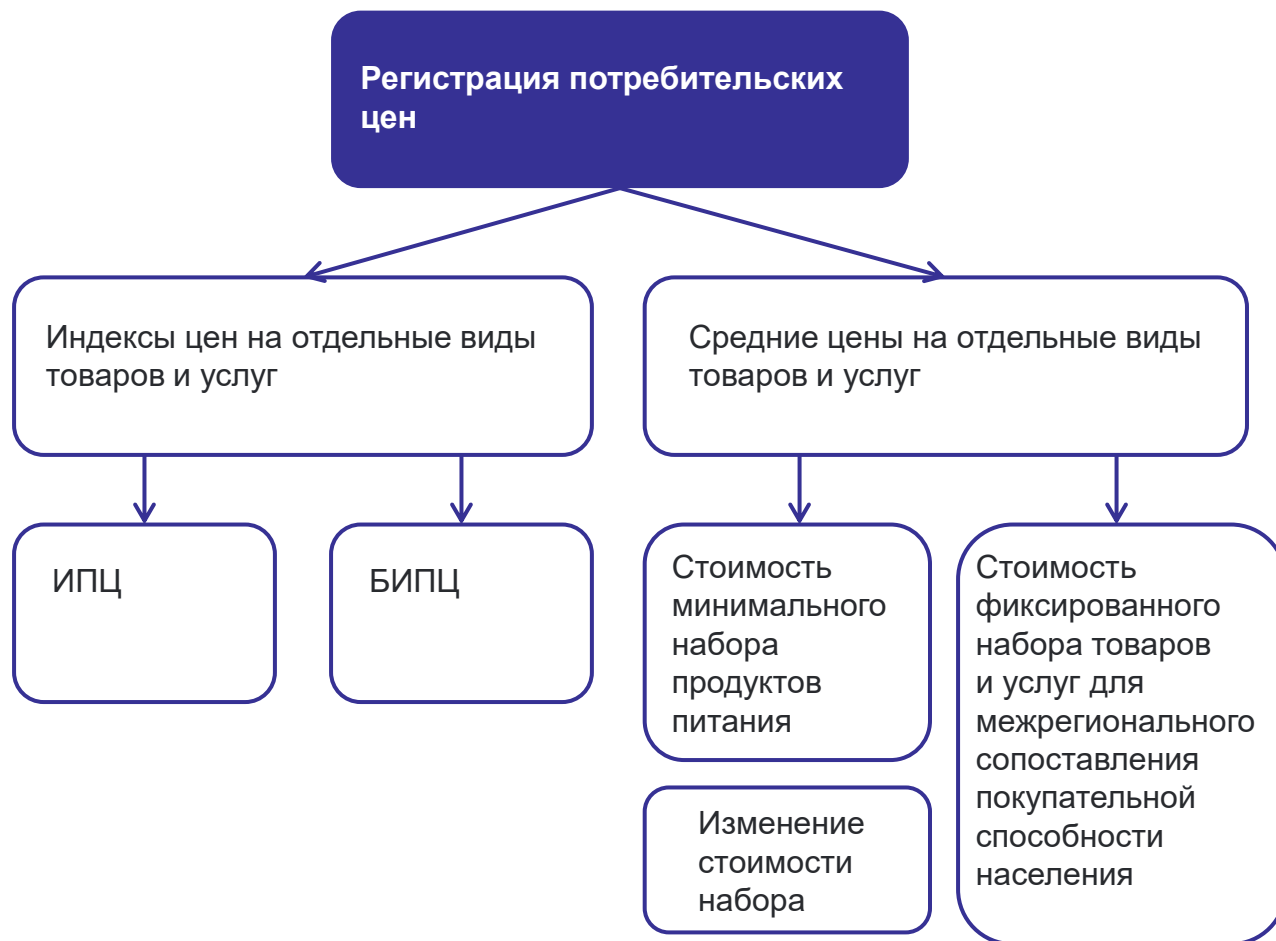 Регистрация потребительских
цен
Индексы цен на отдельные виды
товаров и услуг
Средние цены на отдельные виды
товаров и услуг
ИПЦ
БИПЦ
Стоимость
минимального
набора
продуктов
питания
Изменение
стоимости
набора
Стоимость
фиксированного
набора товаров
и услуг для
межрегионального
сопоставления
покупательной
способности
населения